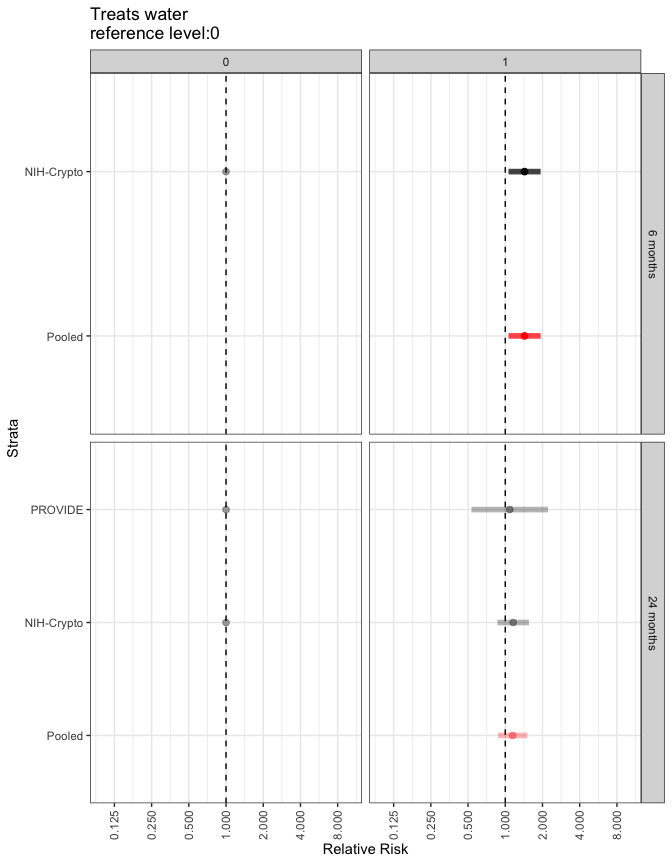 Treats water
reference level:0
0
1
NIH-Crypto
Pooled
6 months
Strata
PROVIDE
NIH-Crypto
Pooled
24 months
0.125
0.250
0.500
1.000
2.000
4.000
8.000
0.125
0.250
0.500
1.000
2.000
4.000
8.000
Relative Risk